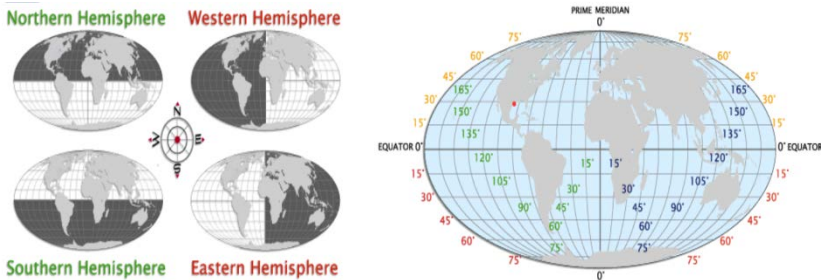 Northern Hemisphere
Western Hemisphere
N
W
E
S
Southern Hemisphere
Eastern Hemisphere
PRIME MERIDIAN
0°
75° 75°
60° 60°
45° 45°
165° 165°
30° 30°
150° 150°
15° 15°
135° 135°
EQUATOR 0° 0° EQUATOR
120° 15° 15° 120°
15° 15°
105° 30° 30° 105°
30° 30°
90° 45° 45° 90°
45° 45°
60° 60°
60° 60°
75° 75°
75° 75°
0°